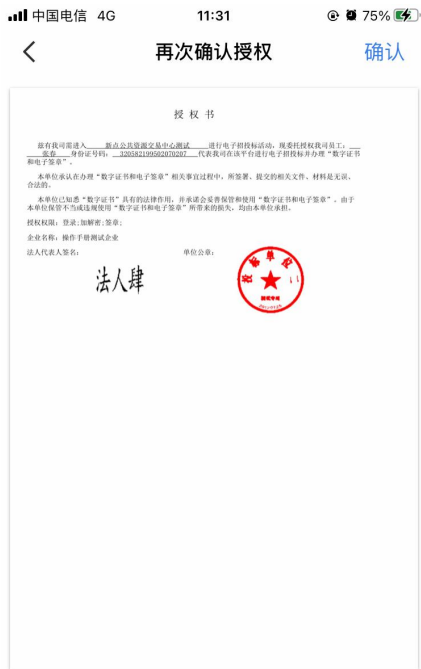 中国电信 4G 11:31 75%
再次确认授权 确认
授 权 书
兹有我司需进入 新点公共资源交易中心测试 进行电子招投标活动，现委托授权我司员工：
张春 身份证号码： 320582199502070207 代表我司在该平台进行电子招投标并办理“数字证书
和电子签章”。
本单位承认在办理“数字证书和电子签章”相关事宜过程中，所签署、提交的相关文件、材料是无误、
合法的。
本单位已知悉“数字证书”具有的法律作用，并承诺会妥善保管和使用“数字证书和电子签章”。由于
本单位保管不当或违规使用“数字证书和电子签章”所带来的损失，均由本单位承担。
授权权限：登录;加解密;签章;
企业名称：操作手册测试企业
法人代表人签名： 单位公章：
法人肆
投标单位二
测试专用